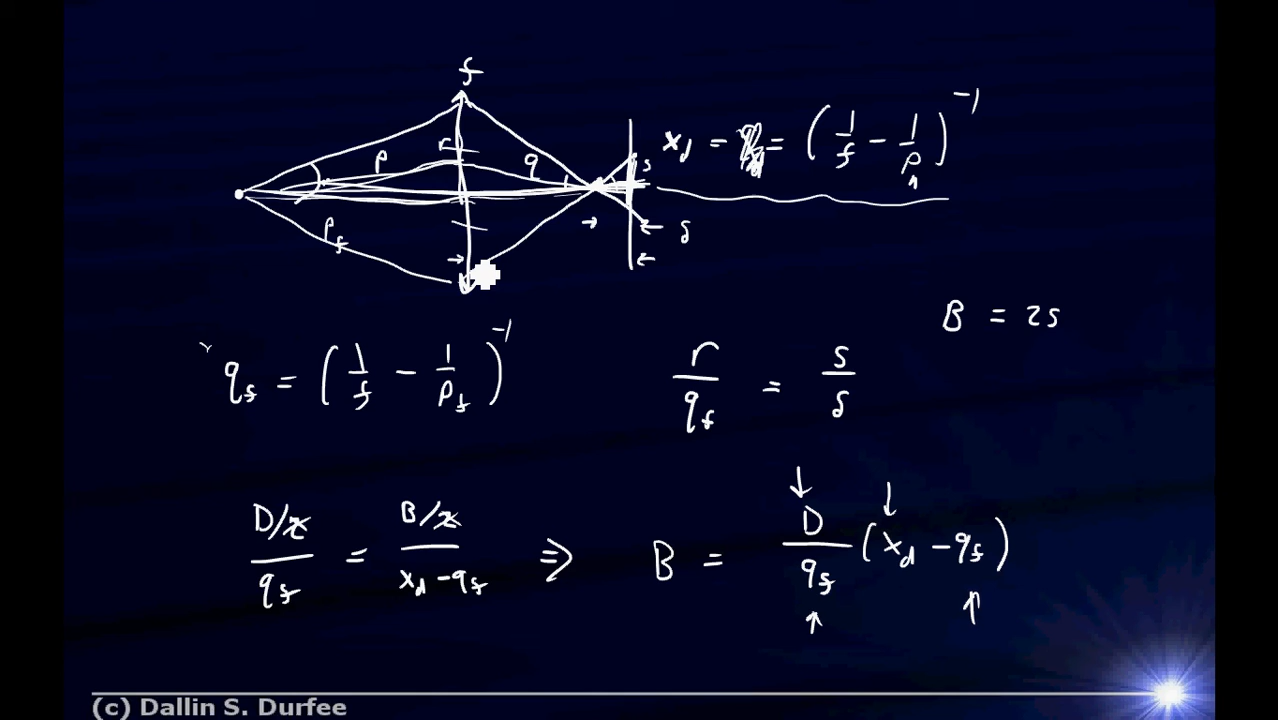 f
x_d = = (1/f - 1/p_n)^-1
p
r
q
s
p_f
δ
B = 2s
q_f = (1/f - 1/p_f)^-1
r/q_f = s/δ
(D/2)/q_f = (B/2)/(x_d - q_f) ⇒ B = D/q_f (x_d - q_f)
(c) Dallin S. Durfee